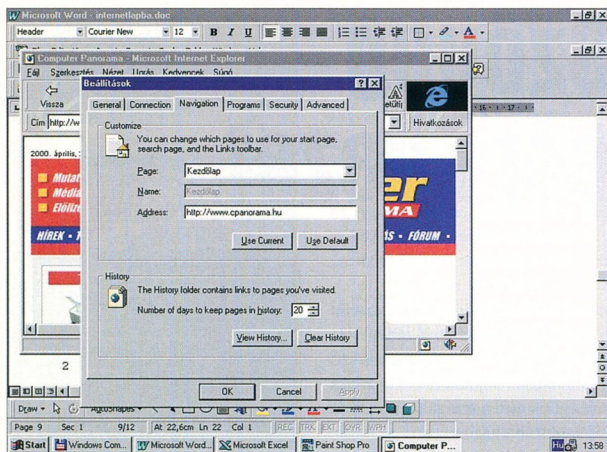 Microsoft Word - internetlapba.doc
Header Courier New 12 B I U
Computer Panorama - Microsoft Internet Explorer
Fájl Szerkesztés Nézet Ugrás Kedvencek Súgó
Vissza
Cím http://w
Hivatkozások
16 17
2000. április,
Mutat
Média
Előfize
HÍREK
ÁS - FÓRUM
Beállítások
General Connection Navigation Programs Security Advanced
Customize
You can change which pages to use for your start page,
search page, and the Links toolbar.
Page: Kezdőlap
Name: Kezdőlap
Address: http://www.cpanorama.hu
Use Current Use Default
History
The History folder contains links to pages you've visited.
Number of days to keep pages in history: 20
View History... Clear History
OK Cancel Apply
2
Draw AutoShapes
Page 9 Sec 1 9/12 At 22,6cm Ln 22 Col 1 REC TRK EXT OVR WPH
Start Windows Com... Microsoft Word... Microsoft Excel Paint Shop Pro Computer P... Hu 13:58